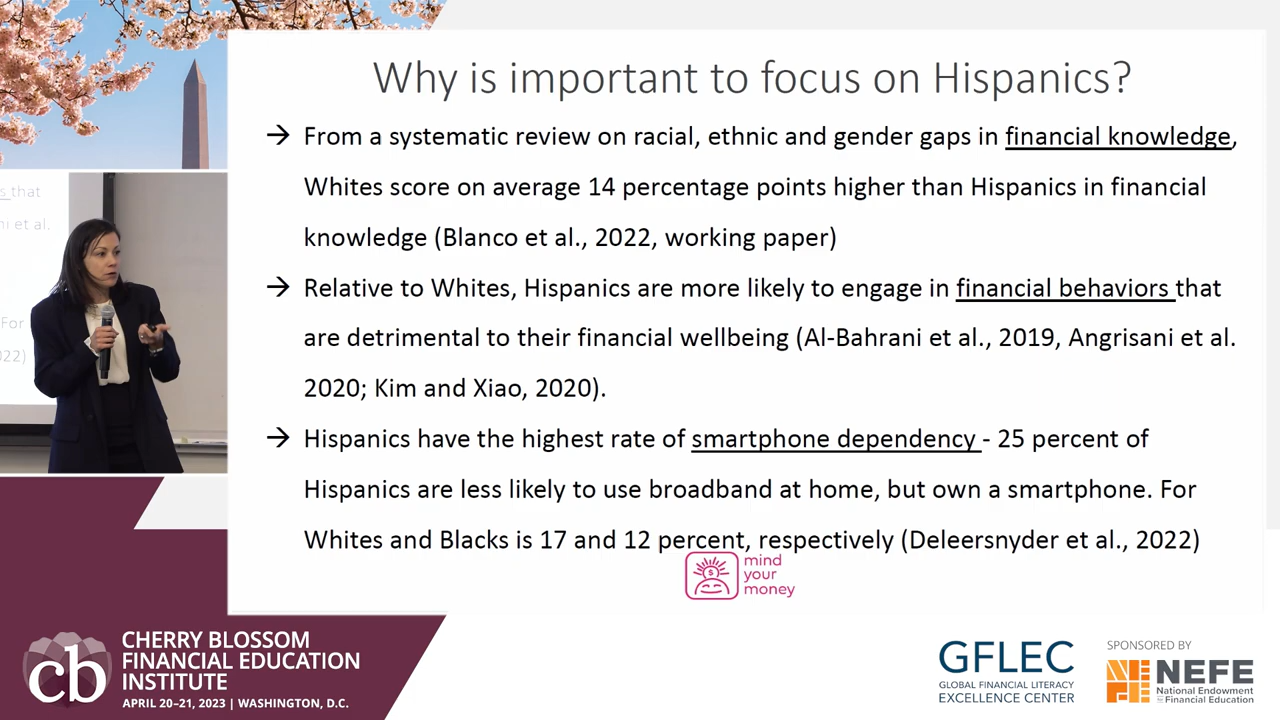 Why is important to focus on Hispanics?
→ From a systematic review on racial, ethnic and gender gaps in financial knowledge,
Whites score on average 14 percentage points higher than Hispanics in financial
knowledge (Blanco et al., 2022, working paper)
→ Relative to Whites, Hispanics are more likely to engage in financial behaviors that
are detrimental to their financial wellbeing (Al-Bahrani et al., 2019, Angrisani et al.
2020; Kim and Xiao, 2020).
→ Hispanics have the highest rate of smartphone dependency - 25 percent of
Hispanics are less likely to use broadband at home, but own a smartphone. For
Whites and Blacks is 17 and 12 percent, respectively (Deleersnyder et al., 2022)
mind
your
money
that
et al.
For
022)
cb
CHERRY BLOSSOM
FINANCIAL EDUCATION
INSTITUTE
APRIL 20–21, 2023 | WASHINGTON, D.C.
GFLEC
GLOBAL FINANCIAL LITERACY
EXCELLENCE CENTER
SPONSORED BY
NEFE
National Endowment
for Financial Education